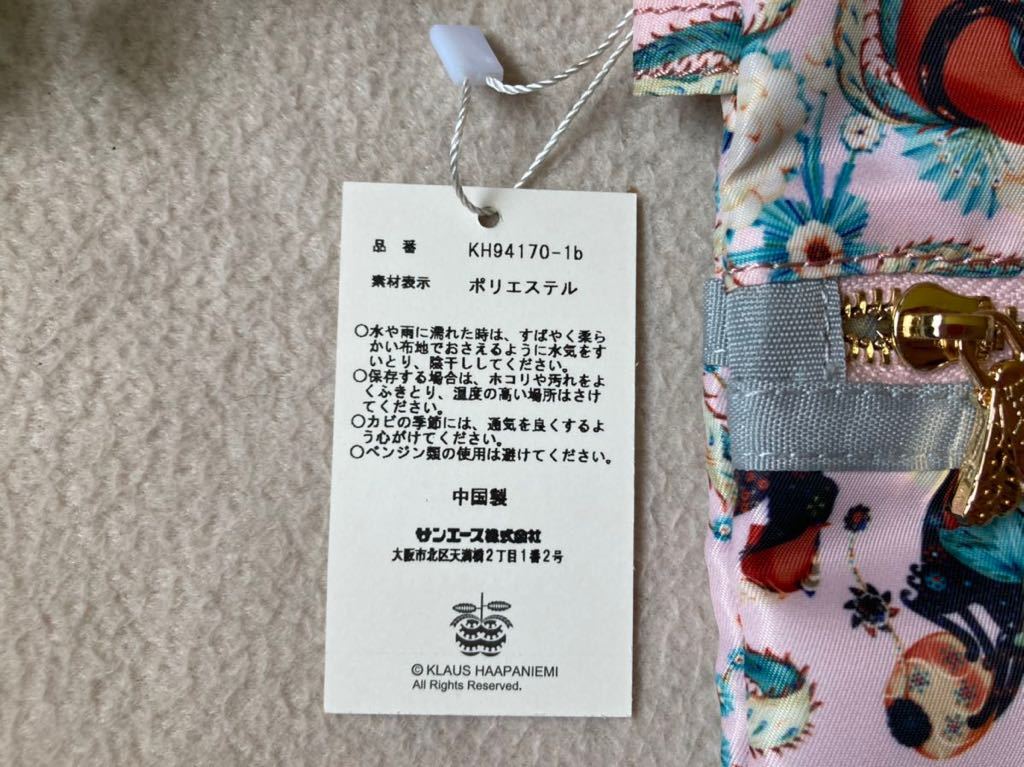 品番 KH94170-1b
素材表示 ポリエステル
○水や雨に濡れた時は、すばやく柔ら
かい布地でおさえるように水気をす
いとり、陰干ししてください。
○保存する場合は、ホコリや汚れをよ
くふきとり、湿度の高い場所はさけ
てください。
○カビの季節には、通気を良くするよ
う心がけてください。
○ベンジン類の使用は避けてください。
中国製
サンエース株式会社
大阪市北区天満橋2丁目1番2号
© KLAUS HAAPANIEMI
All Rights Reserved.